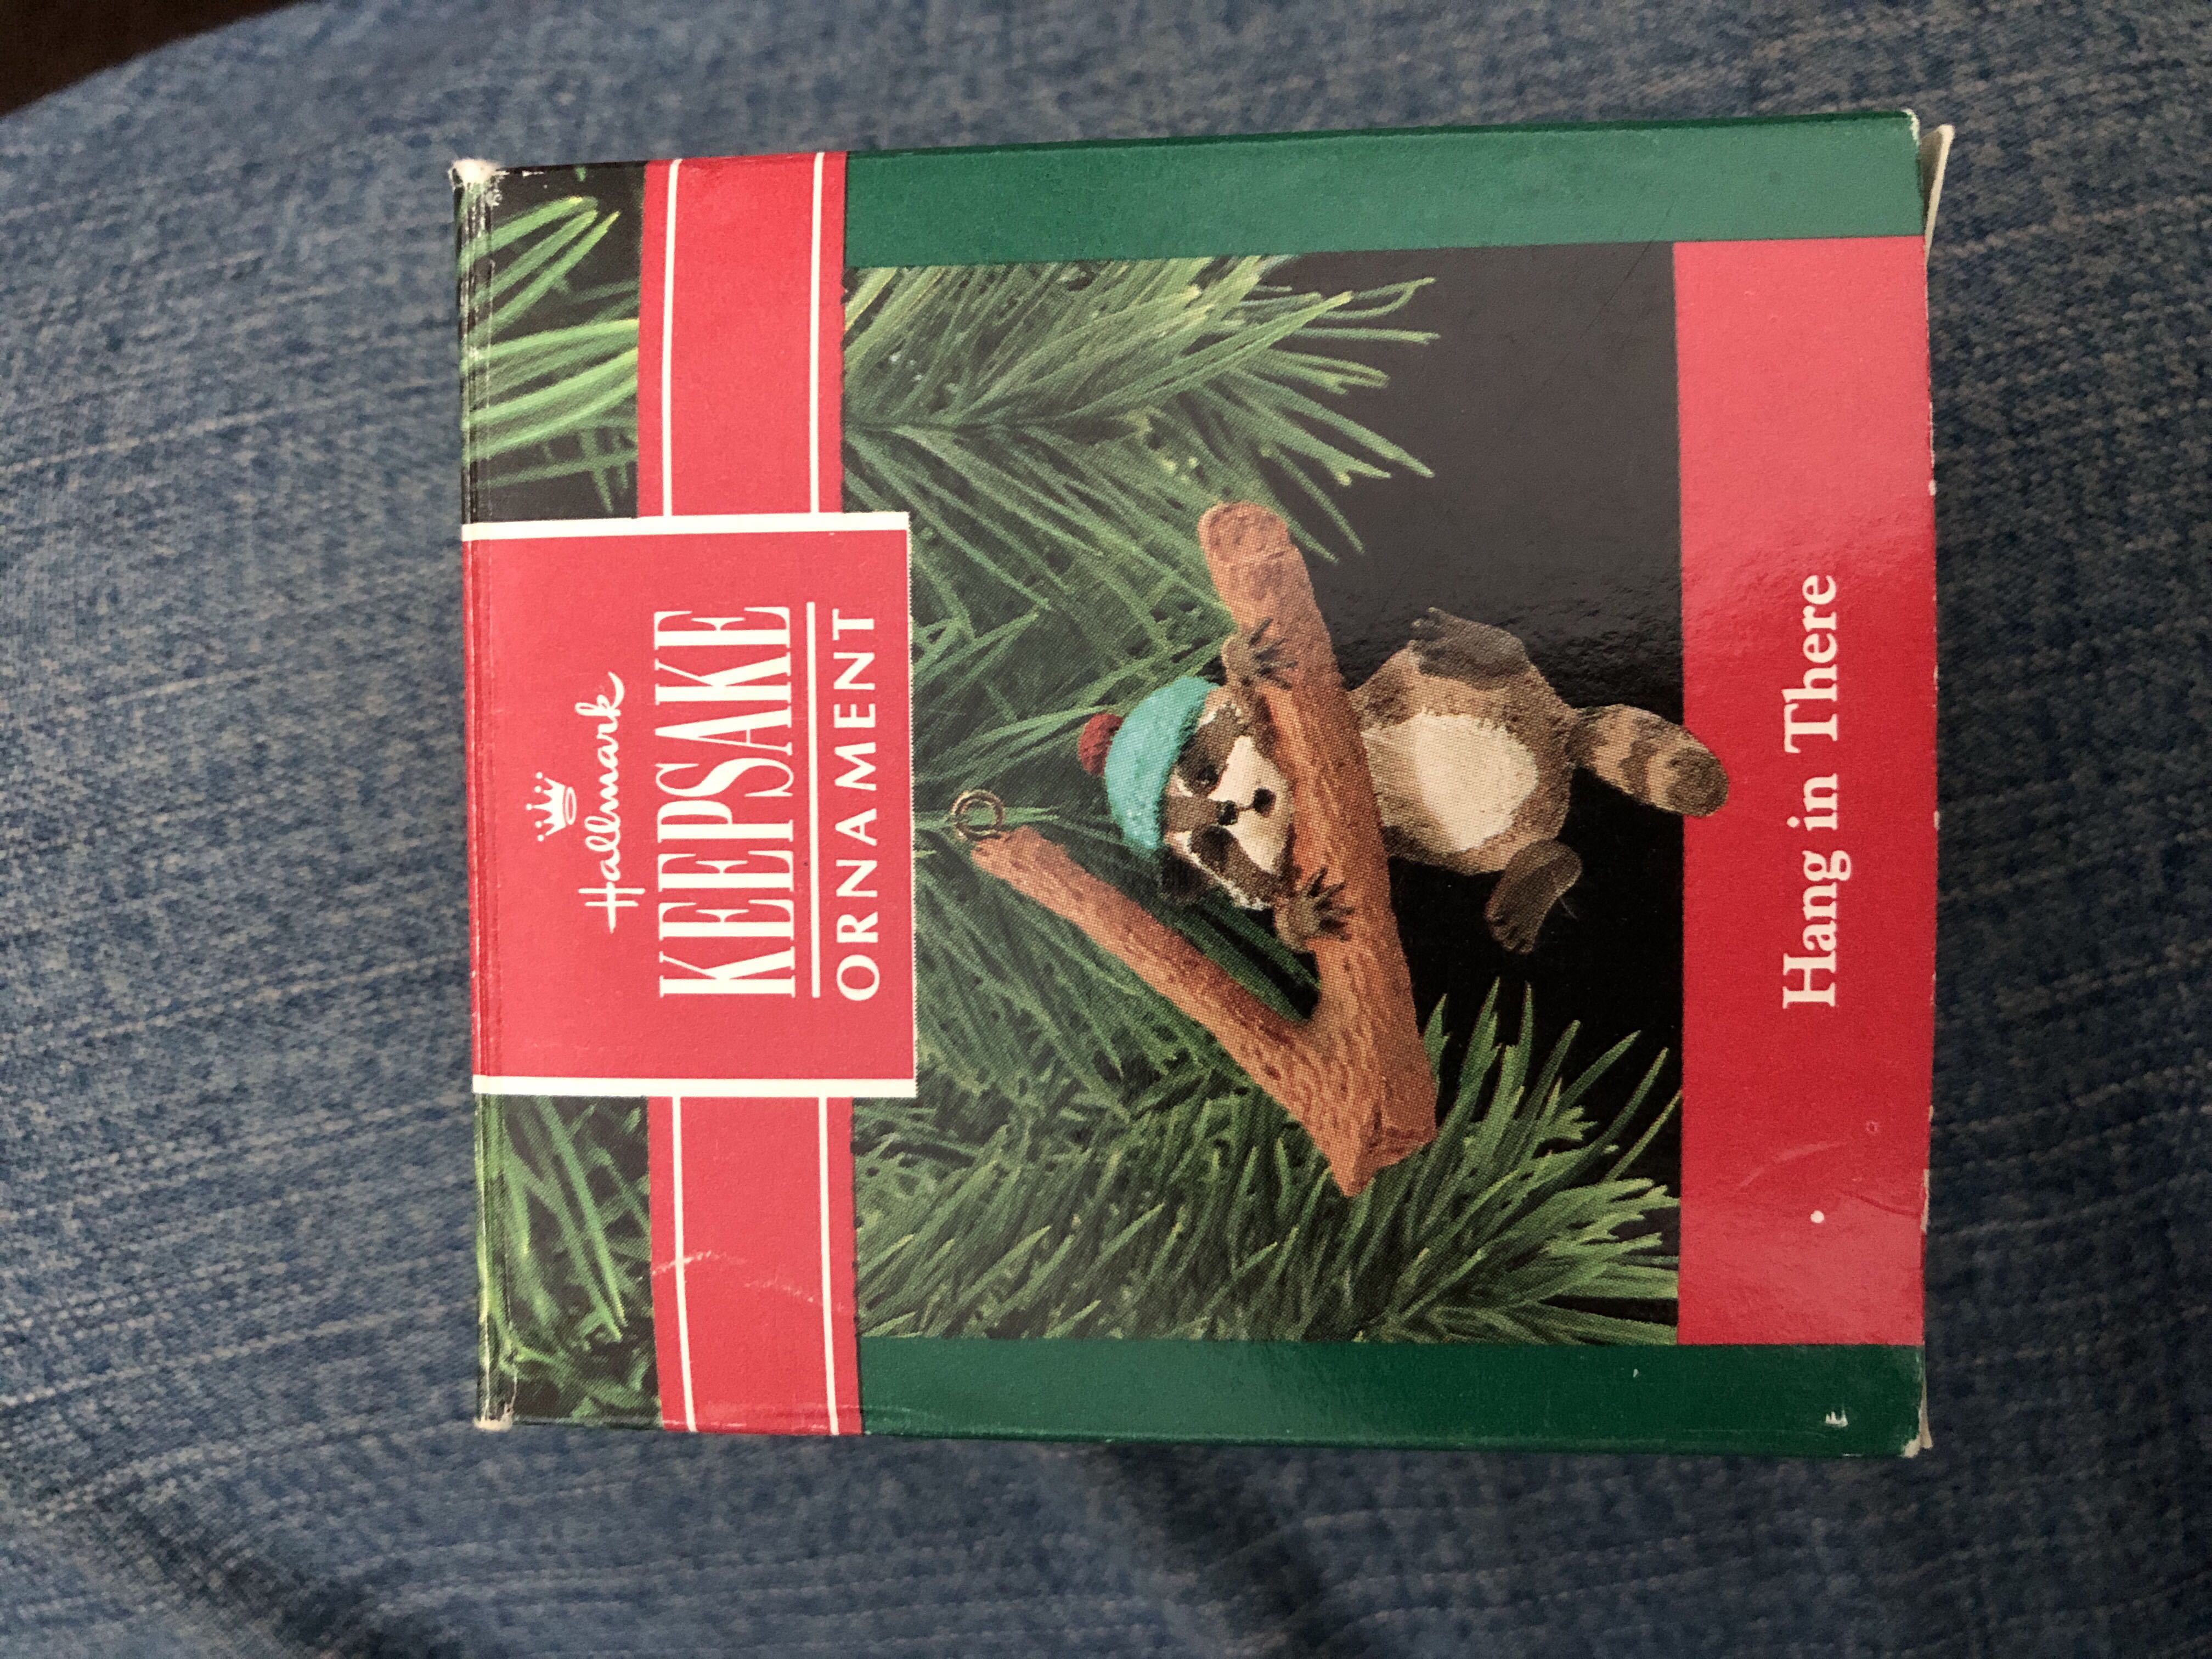 Hallmark
KEEPSAKE
ORNAMENT
Hang in There